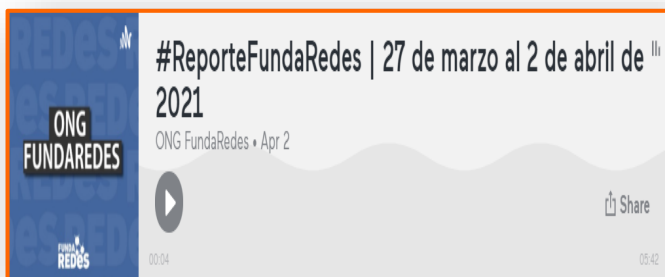 ONG
FUNDAREDES
FUNDA
REDeS
#ReporteFundaRedes | 27 de marzo al 2 de abril de
2021
ONG FundaRedes • Apr 2
Share
00:04
05:42